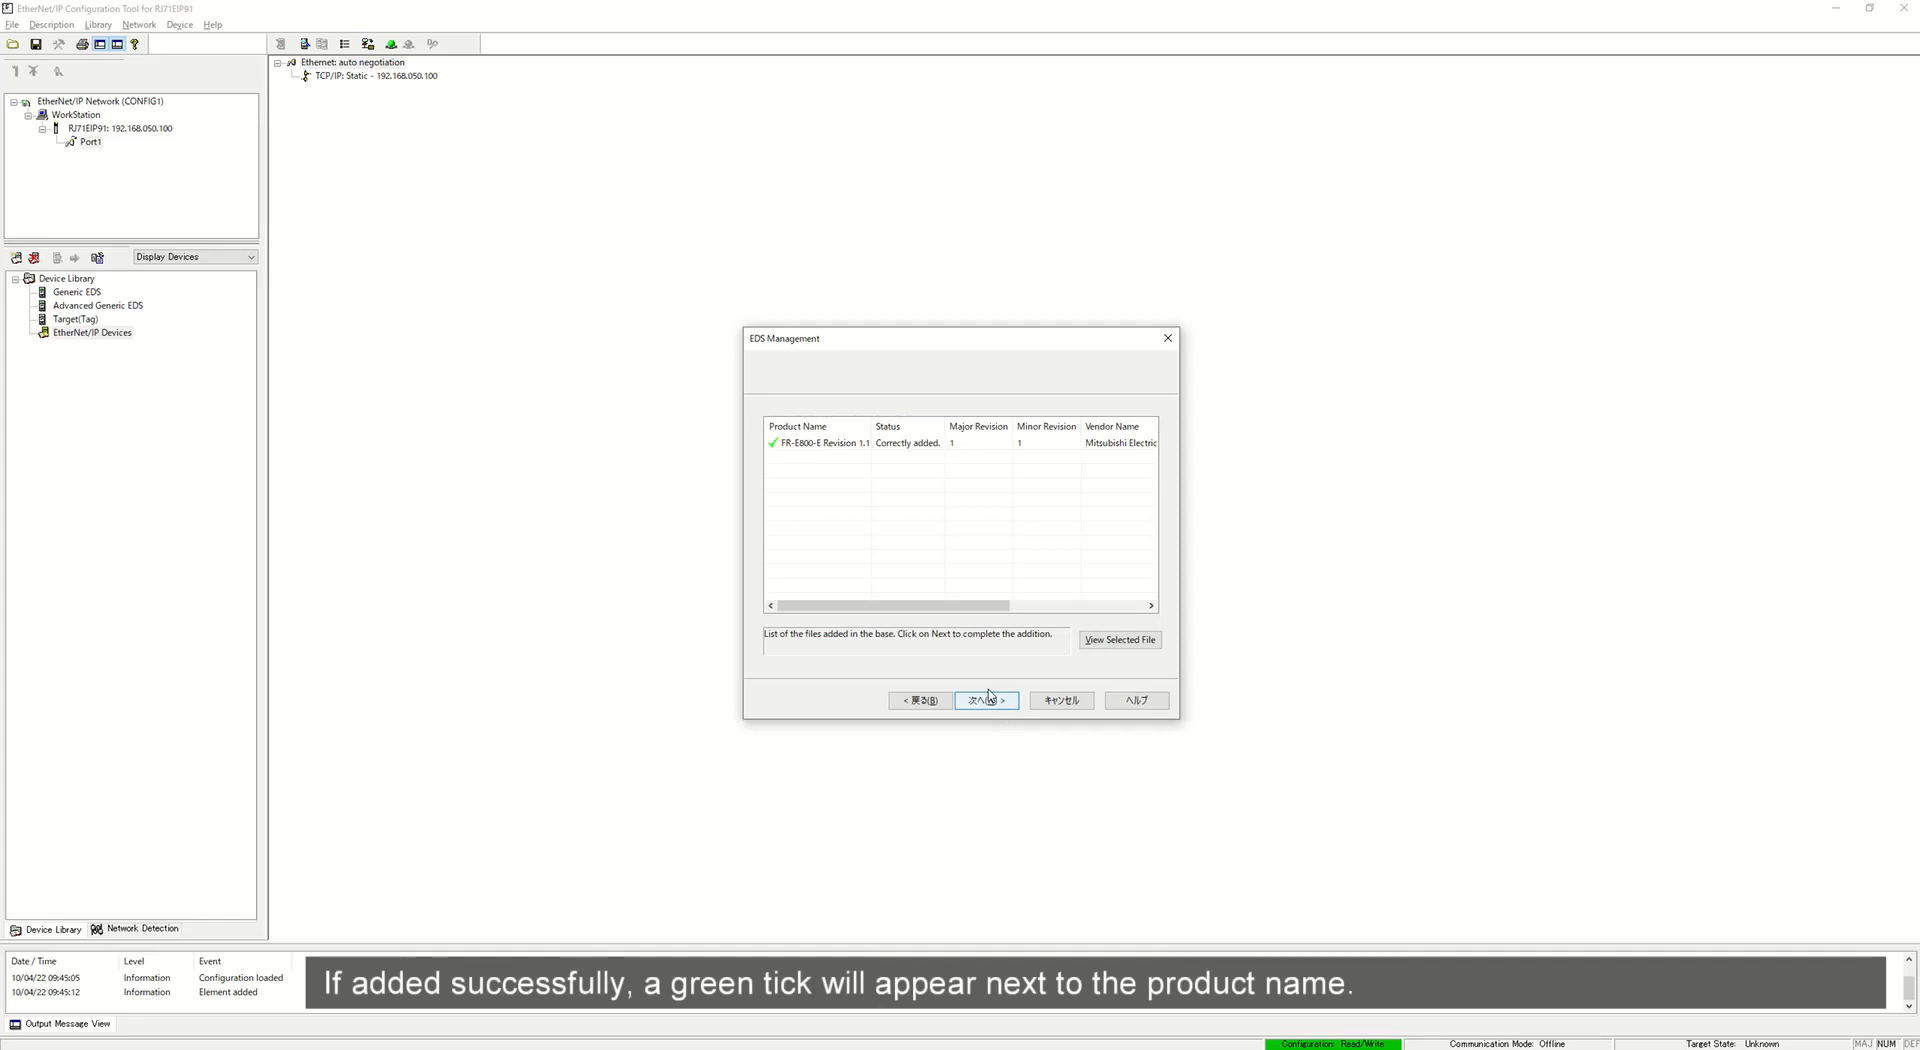 EtherNet/IP Configuration Tool for RJ71EIP91
File Description Library Network Device Help
EtherNet/IP Network (CONFIG1)
WorkStation
RJ71EIP91: 192.168.050.100
Port1
Display Devices
Device Library
Generic EDS
Advanced Generic EDS
Target(Tag)
EtherNet/IP Devices
Device Library Network Detection
Ethernet: auto negotiation
TCP/IP: Static - 192.168.050.100
EDS Management
Product Name Status Major Revision Minor Revision Vendor Name
FR-E800-E Revision 1.1 Correctly added. 1 1 Mitsubishi Electric
List of the files added in the base. Click on Next to complete the addition.
View Selected File
< 戻る(B) 次へ > キャンセル ヘルプ
Date / Time Level Event
10/04/22 09:45:05 Information Configuration loaded
10/04/22 09:45:12 Information Element added
If added successfully, a green tick will appear next to the product name.
Output Message View
Configuration: Read/Write Communication Mode: Offline Target State: Unknown MAJ NUM DEF